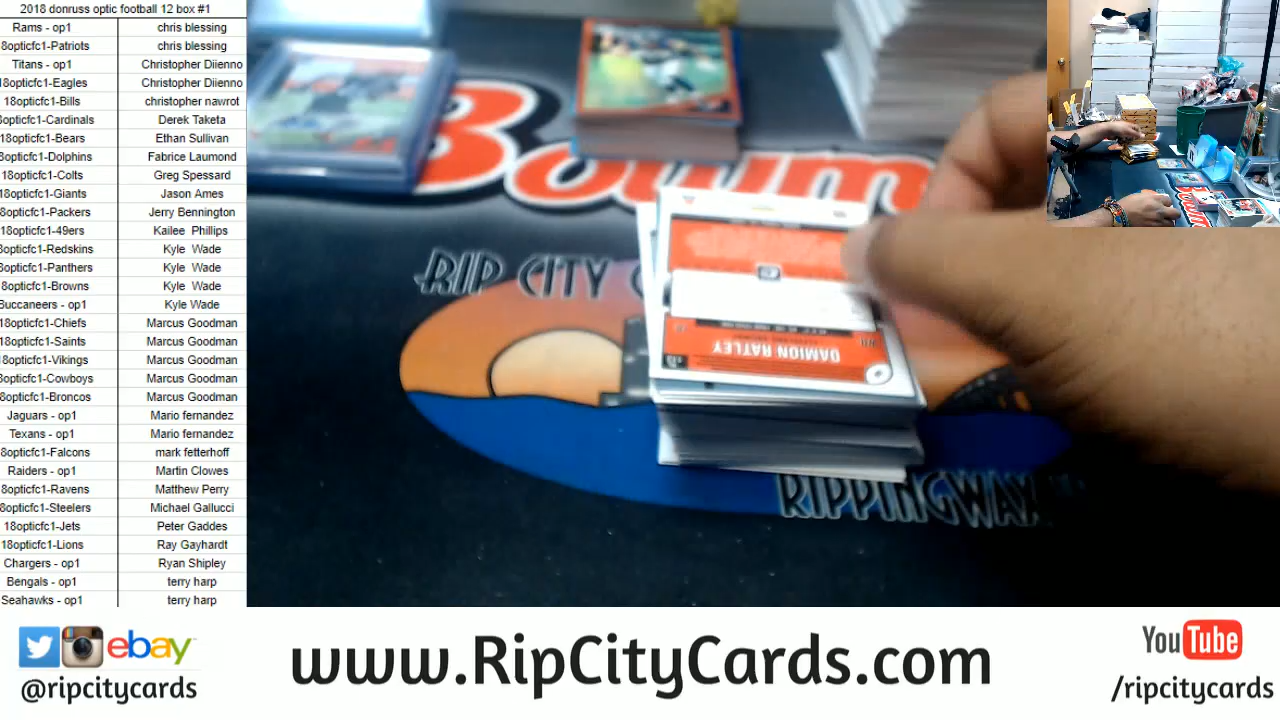 2018 donruss optic football 12 box #1
Rams - op1 chris blessing
8opticfc1-Patriots chris blessing
Titans - op1 Christopher Diienno
8opticfc1-Eagles Christopher Diienno
18opticfc1-Bills christopher nawrot
8opticfc1-Cardinals Derek Taketa
18opticfc1-Bears Ethan Sullivan
8opticfc1-Dolphins Fabrice Laumond
18opticfc1-Colts Greg Spessard
18opticfc1-Giants Jason Ames
8opticfc1-Packers Jerry Bennington
18opticfc1-49ers Kailee Phillips
8opticfc1-Redskins Kyle Wade
8opticfc1-Panthers Kyle Wade
8opticfc1-Browns Kyle Wade
Buccaneers - op1 Kyle Wade
18opticfc1-Chiefs Marcus Goodman
18opticfc1-Saints Marcus Goodman
18opticfc1-Vikings Marcus Goodman
8opticfc1-Cowboys Marcus Goodman
18opticfc1-Broncos Marcus Goodman
Jaguars - op1 Mario fernandez
Texans - op1 Mario fernandez
8opticfc1-Falcons mark fetterhoff
Raiders - op1 Martin Clowes
8opticfc1-Ravens Matthew Perry
8opticfc1-Steelers Michael Gallucci
18opticfc1-Jets Peter Gaddes
18opticfc1-Lions Ray Gayhardt
Chargers - op1 Ryan Shipley
Bengals - op1 terry harp
Seahawks - op1 terry harp
Bowm
RIP CITY
DAMION RATLEY
CLEVELAND BROWNS
WR
RIPPINGWAX
ebay
@ripcitycards
www.RipCityCards.com
YouTube
/ripcitycards